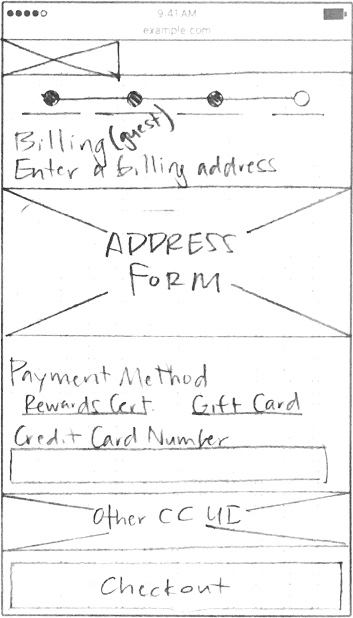 9:41 AM
example.com
Billing (guest)
Enter a billing address
ADDRESS
FORM
Payment Method
Rewards Cert. Gift Card
Credit Card Number
Other CC UI
Checkout